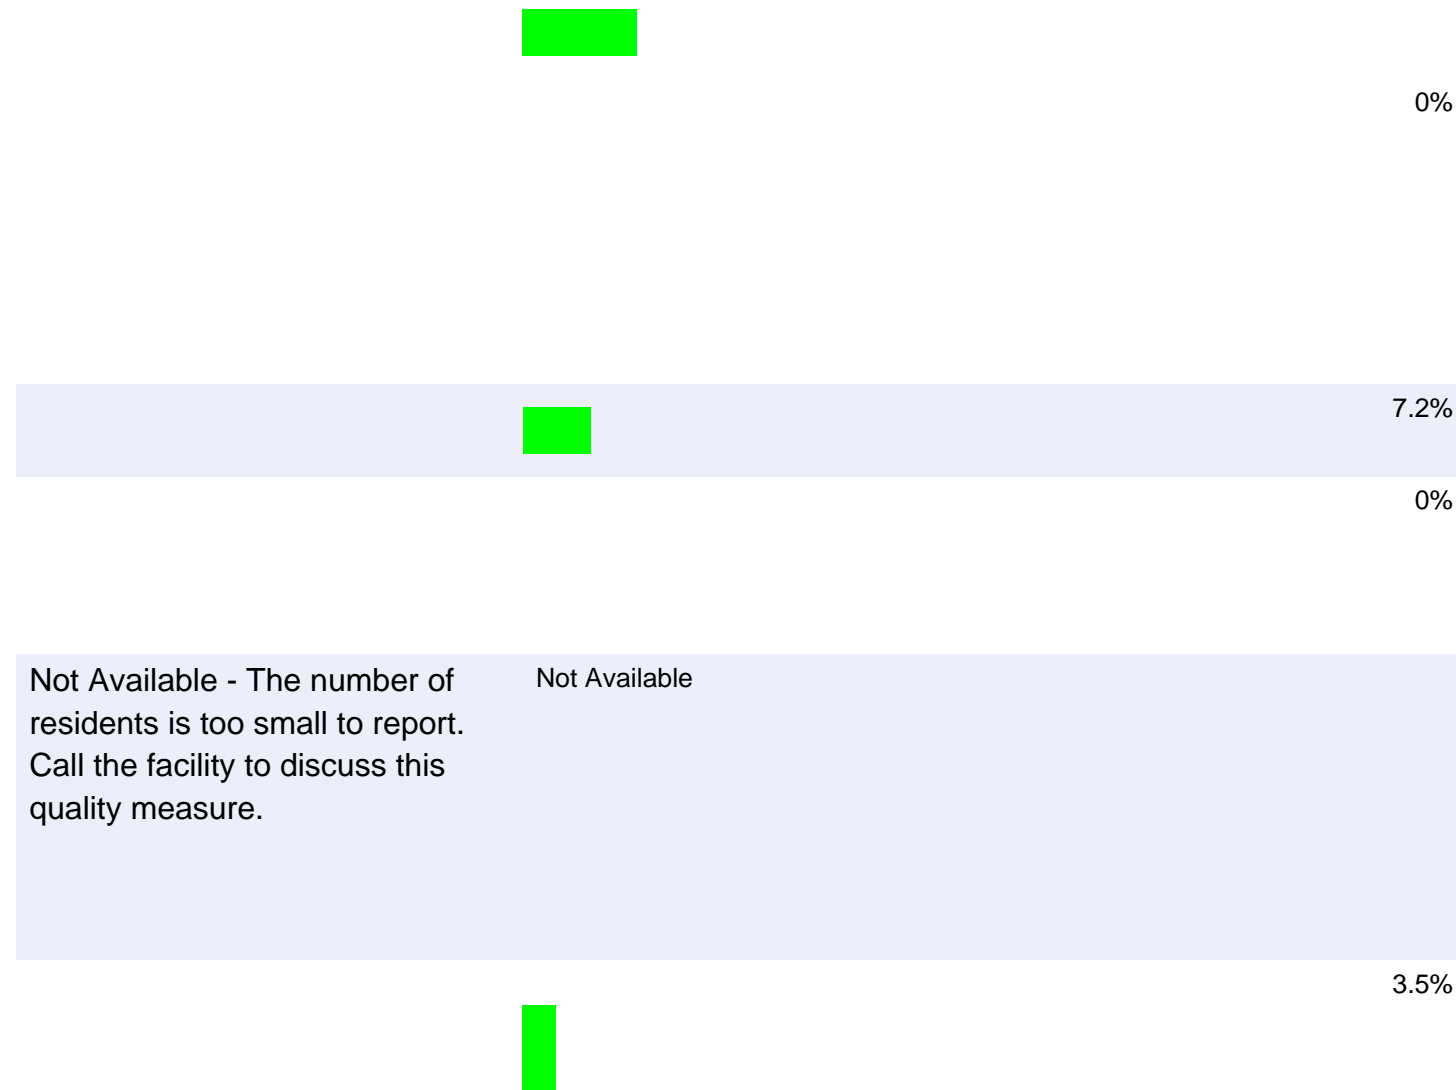 0%
7.2%
0%
Not Available - The number of
residents is too small to report.
Call the facility to discuss this
quality measure.
Not Available
3.5%